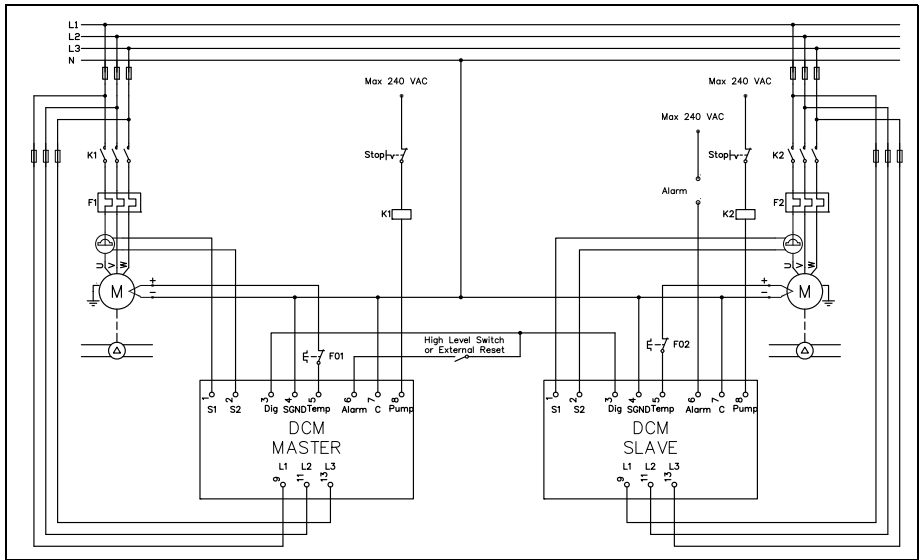 L1
L2
L3
N
Max 240 VAC
Max 240 VAC
Max 240 VAC
K1
Stop
Stop
K2
Alarm
F1
K1
K2
F2
U V W
U V W
+
-
M
+
-
M
F01
High Level Switch
or External Reset
F02
1 2 3 4 5 6 7 8
S1 S2 Dig SGND Temp Alarm C Pump
DCM
MASTER
L1 L2 L3
9 11 13
1 2 3 4 5 6 7 8
S1 S2 Dig SGND Temp Alarm C Pump
DCM
SLAVE
L1 L2 L3
9 11 13